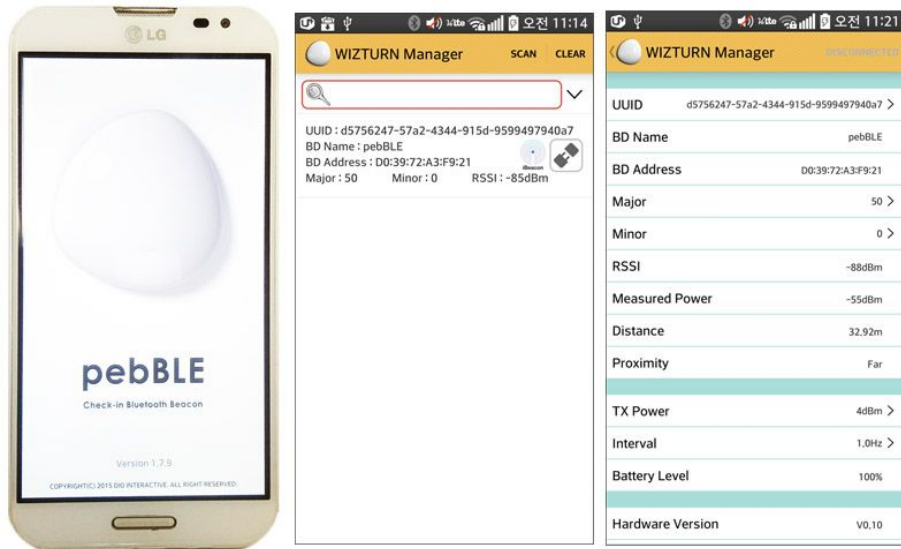 LG
pebBLE
Check-in Bluetooth Beacon
Version 1.7.9
COPYRIGHT(C) 2015 DIO INTERACTIVE. ALL RIGHT RESERVED.
오전 11:14
WIZTURN Manager SCAN CLEAR
UUID : d5756247-57a2-4344-915d-9599497940a7
BD Name : pebBLE
BD Address : D0:39:72:A3:F9:21
Major : 50 Minor : 0 RSSI : -85dBm
iBeacon
오전 11:21
WIZTURN Manager DISCONNECTED
UUID d5756247-57a2-4344-915d-9599497940a7 >
BD Name pebBLE
BD Address D0:39:72:A3:F9:21
Major 50 >
Minor 0 >
RSSI -88dBm
Measured Power -55dBm
Distance 32.92m
Proximity Far
TX Power 4dBm >
Interval 1.0Hz >
Battery Level 100%
Hardware Version V0.10